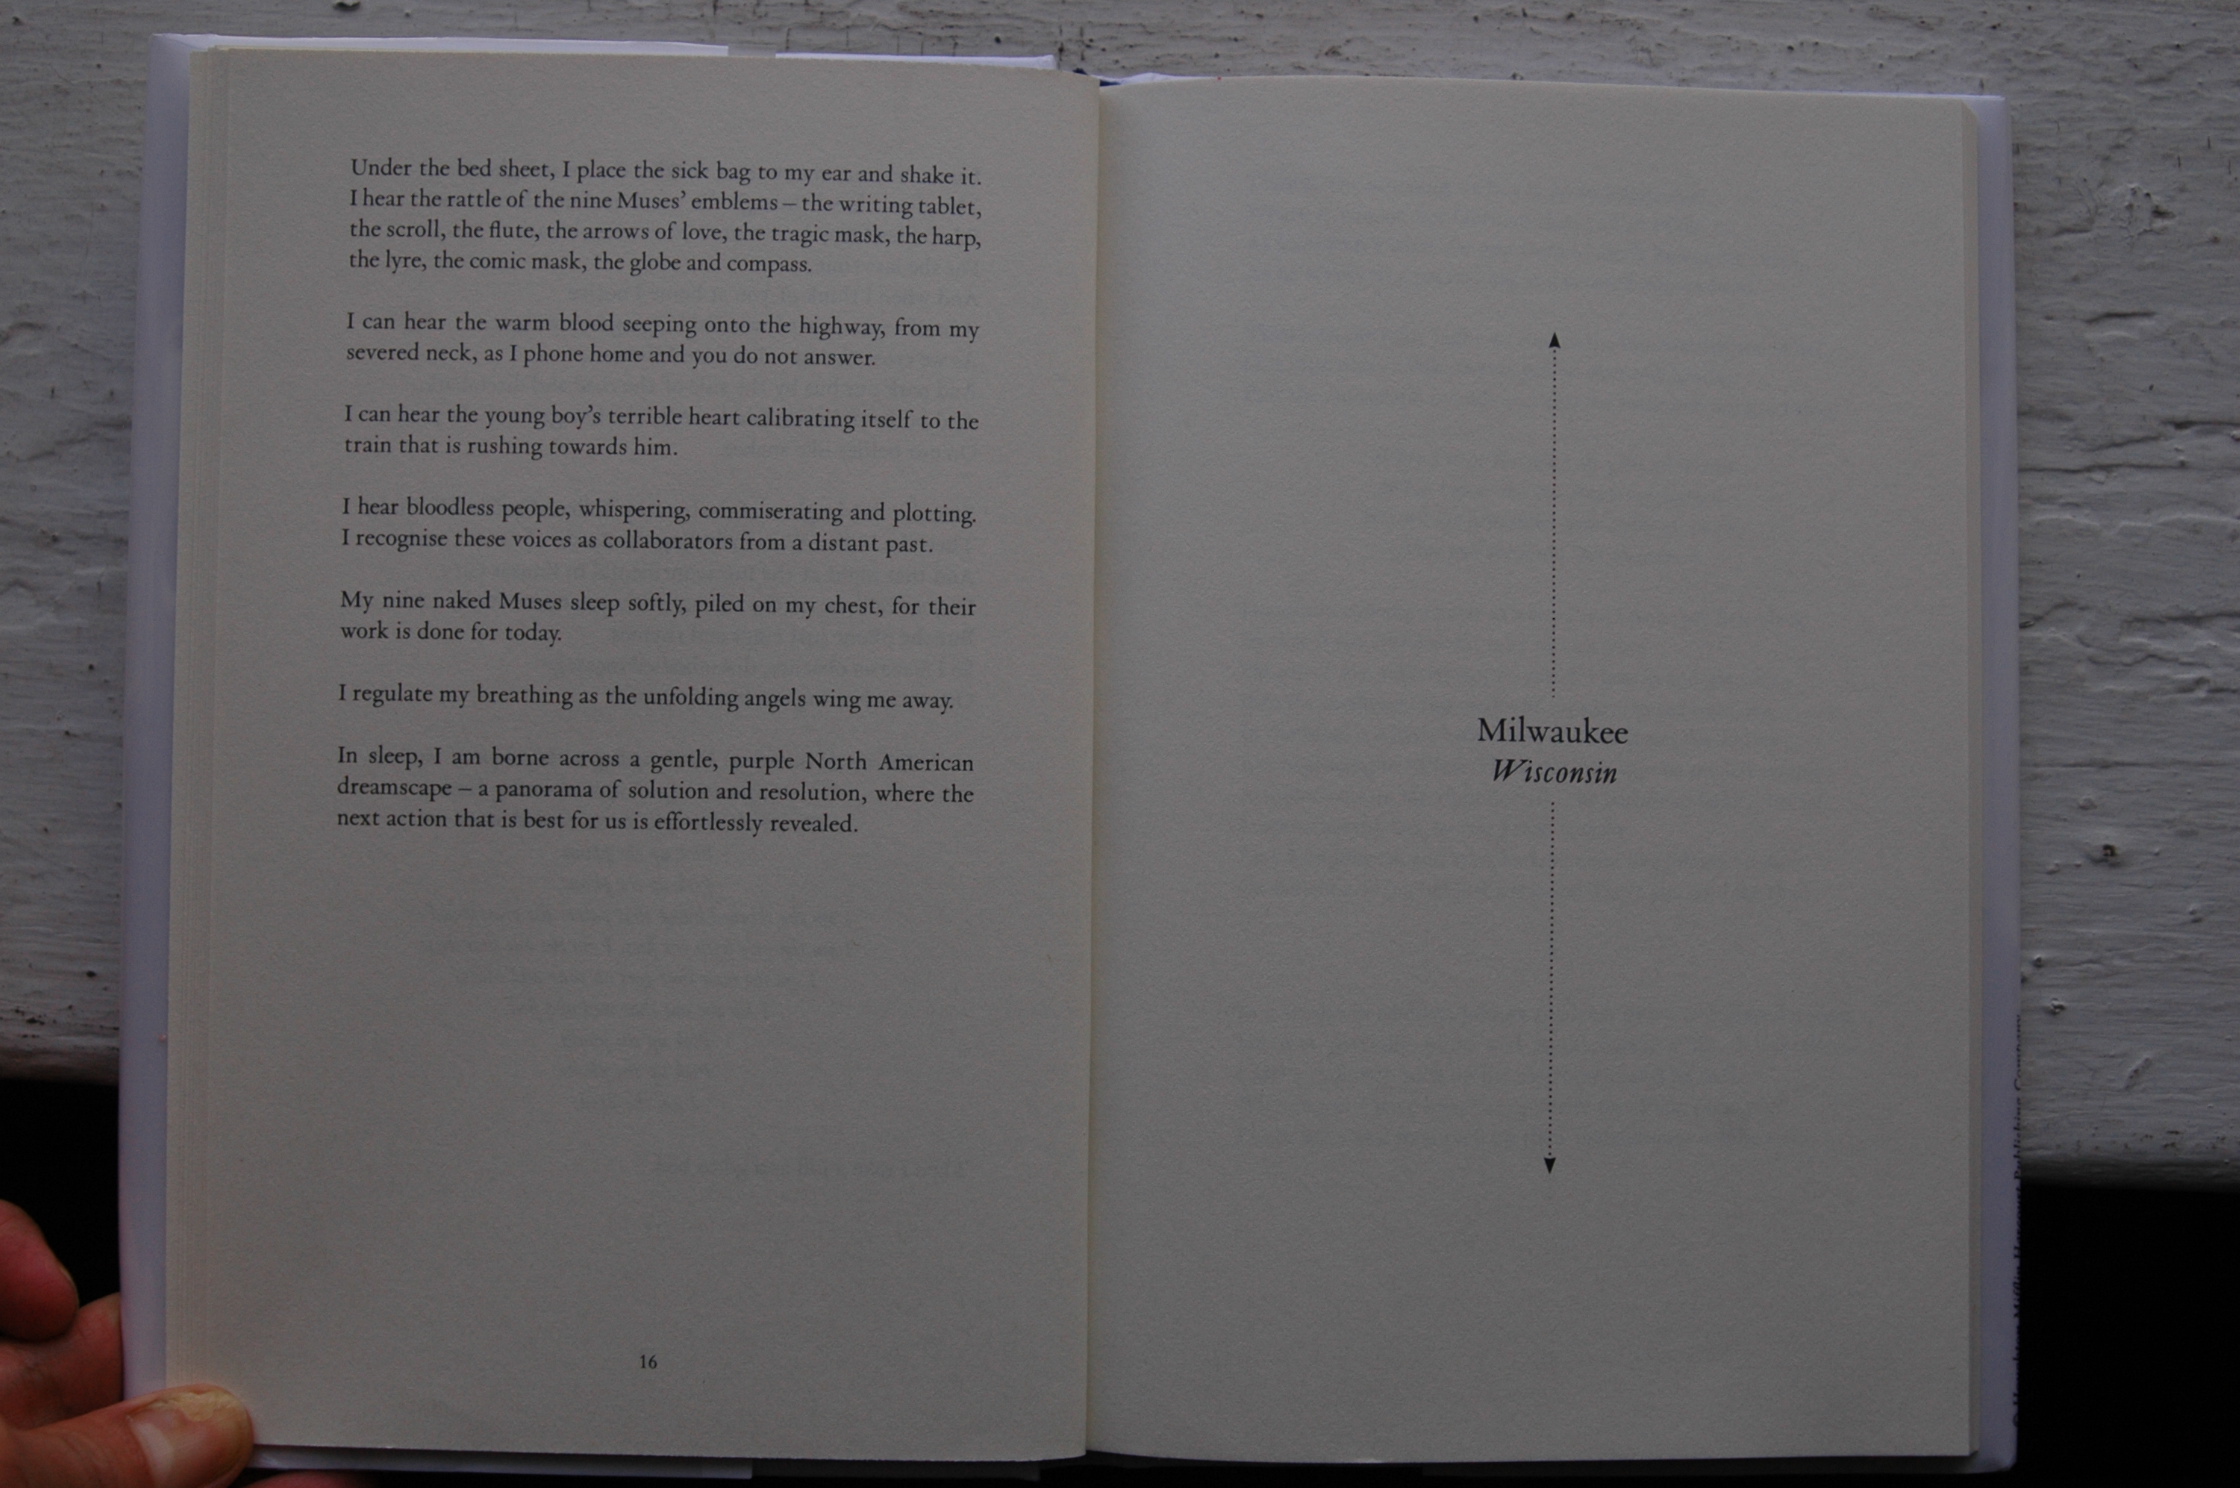 Under the bed sheet, I place the sick bag to my ear and shake it.
I hear the rattle of the nine Muses’ emblems – the writing tablet,
the scroll, the flute, the arrows of love, the tragic mask, the harp,
the lyre, the comic mask, the globe and compass.
I can hear the warm blood seeping onto the highway, from my
severed neck, as I phone home and you do not answer.
I can hear the young boy’s terrible heart calibrating itself to the
train that is rushing towards him.
I hear bloodless people, whispering, commiserating and plotting.
I recognise these voices as collaborators from a distant past.
My nine naked Muses sleep softly, piled on my chest, for their
work is done for today.
I regulate my breathing as the unfolding angels wing me away.
In sleep, I am borne across a gentle, purple North American
dreamscape – a panorama of solution and resolution, where the
next action that is best for us is effortlessly revealed.
16
Milwaukee
Wisconsin
Houghton Mifflin Harcourt Publishing Company